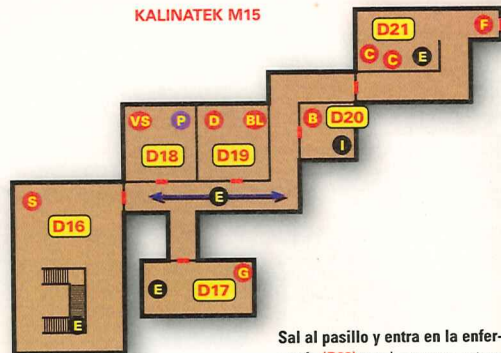 KALINATEK M15
D21
F
C
C
E
VS
P
D
BL
B
D20
D18
D19
I
S
E
D16
E
D17
G
E
Sal al pasillo y entra en la enfer-